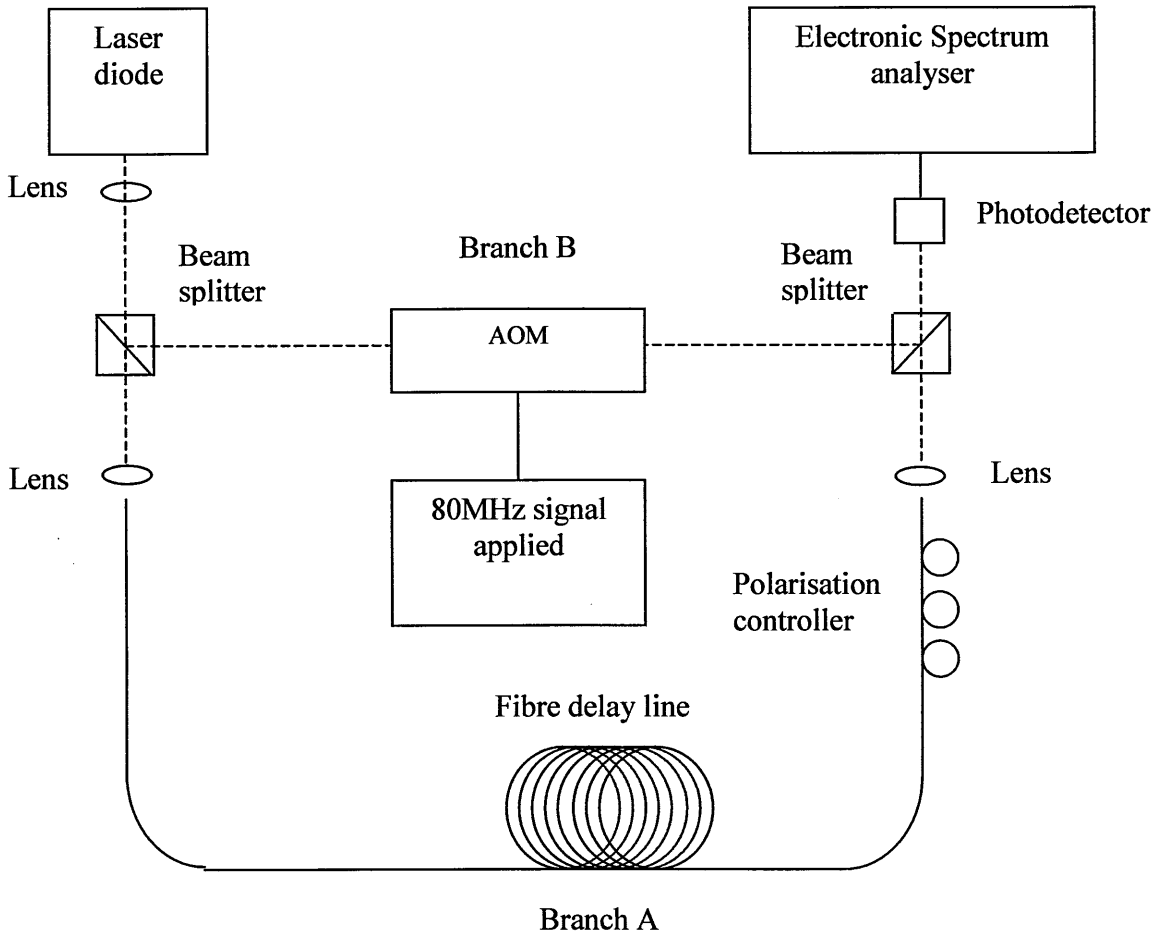 Laser
diode
Electronic Spectrum
analyser
Lens
Photodetector
Beam
splitter
Branch B
Beam
splitter
AOM
Lens
Lens
80MHz signal
applied
Polarisation
controller
Fibre delay line
Branch A